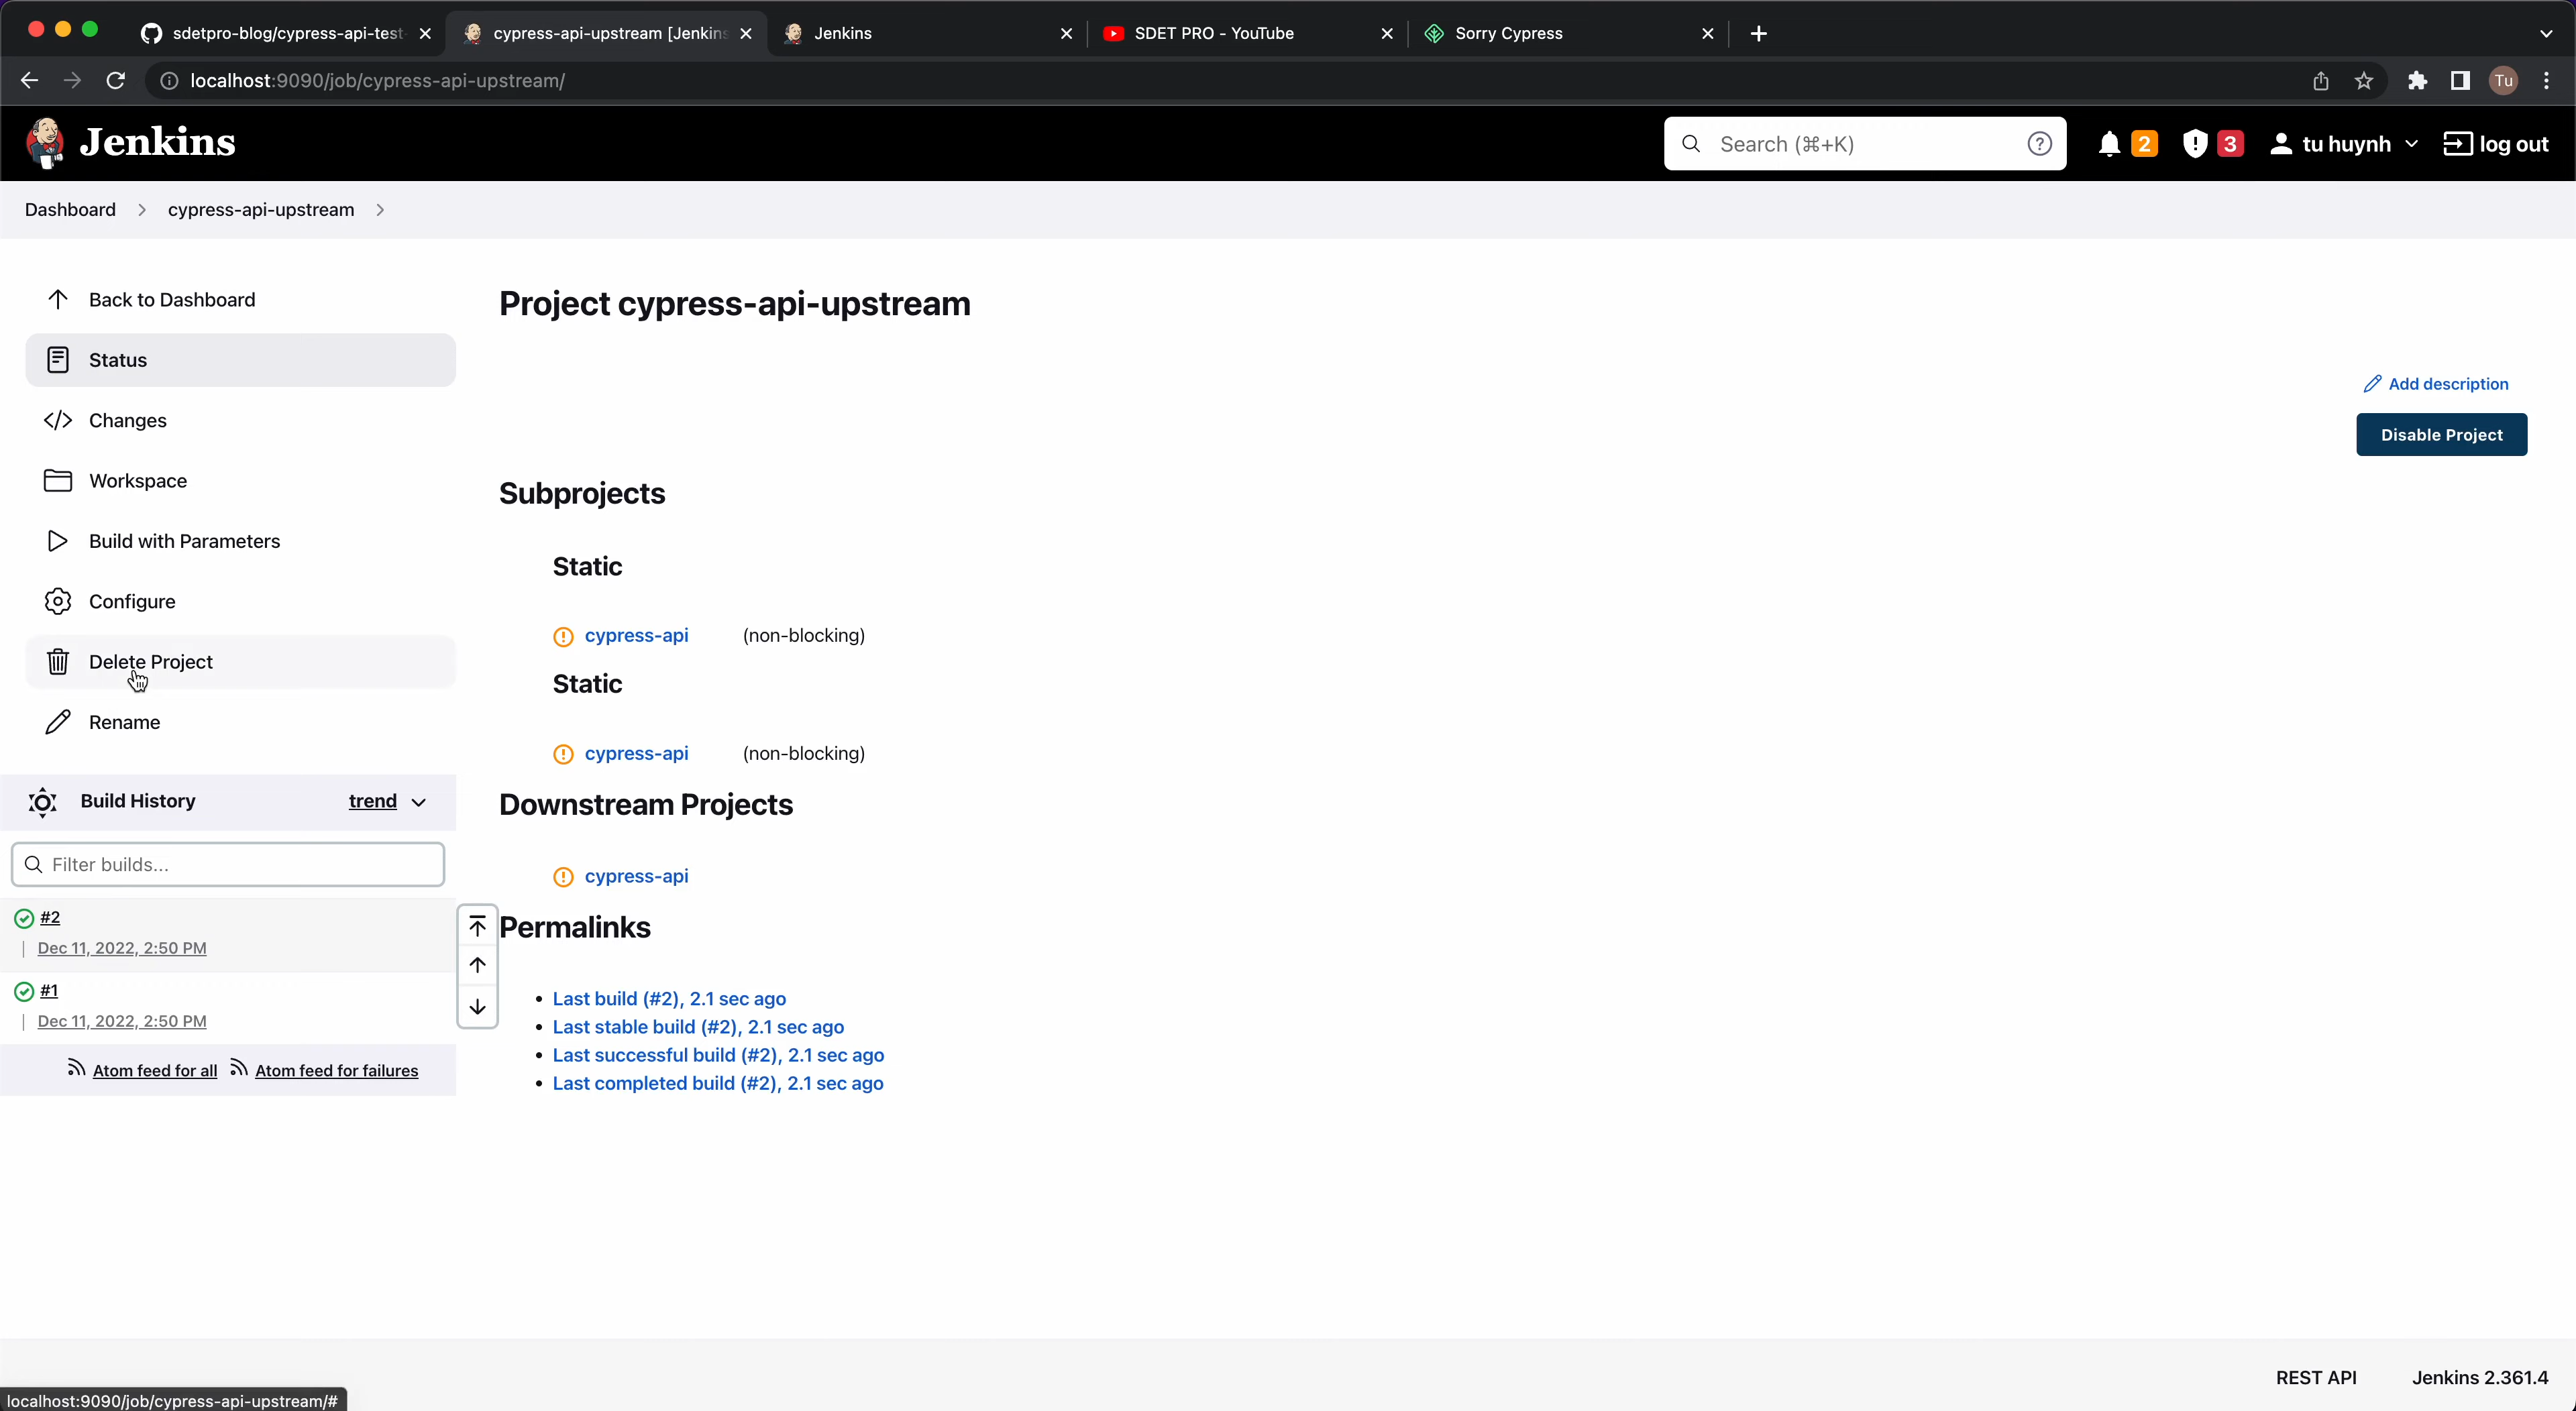 sdetpro-blog/cypress-api-test
cypress-api-upstream [Jenkins
Jenkins
SDET PRO - YouTube
Sorry Cypress
localhost:9090/job/cypress-api-upstream/
Tu
Jenkins
Search (⌘+K)
2
3
tu huynh
log out
Dashboard
cypress-api-upstream
Back to Dashboard
Status
Changes
Workspace
Build with Parameters
Configure
Delete Project
Rename
Build History
trend
Filter builds...
#2
Dec 11, 2022, 2:50 PM
#1
Dec 11, 2022, 2:50 PM
Atom feed for all
Atom feed for failures
Project cypress-api-upstream
Add description
Disable Project
Subprojects
Static
cypress-api (non-blocking)
Static
cypress-api (non-blocking)
Downstream Projects
cypress-api
Permalinks
Last build (#2), 2.1 sec ago
Last stable build (#2), 2.1 sec ago
Last successful build (#2), 2.1 sec ago
Last completed build (#2), 2.1 sec ago
REST API
Jenkins 2.361.4
localhost:9090/job/cypress-api-upstream/#